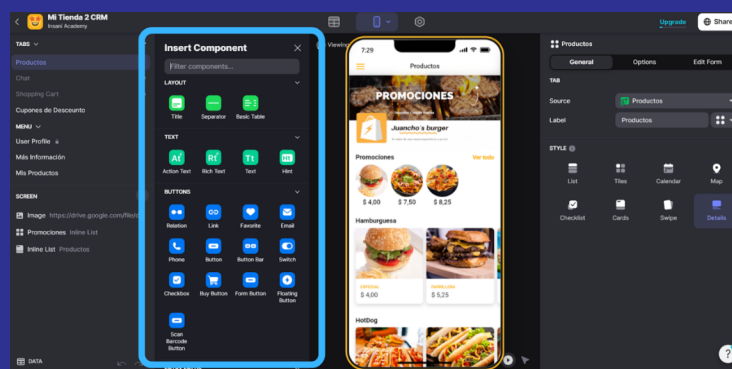 Mi Tienda 2 CRM
Insani Academy
Upgrade
Share
TABS
Productos
Chat
Shopping Cart
Cupones de Descuento
MENU
User Profile
Más Información
Mis Productos
SCREEN
Image https://drive.google.com/file/
Promociones Inline List
Inline List Productos
DATA
Insert Component
Filter components...
LAYOUT
Title
Separator
Basic Table
TEXT
Action Text
Rich Text
Text
Hint
BUTTONS
Relation
Link
Favorite
Email
Phone
Button
Button Bar
Switch
Checkbox
Buy Button
Form Button
Floating Button
Scan Barcode Button
Viewing
7:29
Productos
PROMOCIONES
Juancho's burger
Promociones
Ver todo
$ 4,00
$ 7,50
$ 8,25
Hamburguesa
ESPECIAL
$ 4,00
PARRILLERA
$ 5,25
HotDog
Productos
General
Options
Edit Form
TAB
Source
Productos
Label
Productos
STYLE
List
Tiles
Calendar
Map
Checklist
Cards
Swipe
Details
?